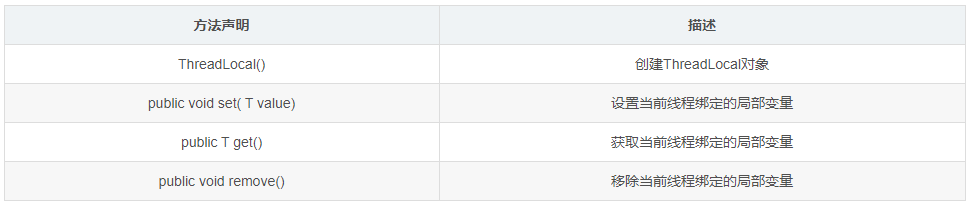 方法声明 描述
ThreadLocal() 创建ThreadLocal对象
public void set( T value) 设置当前线程绑定的局部变量
public T get() 获取当前线程绑定的局部变量
public void remove() 移除当前线程绑定的局部变量